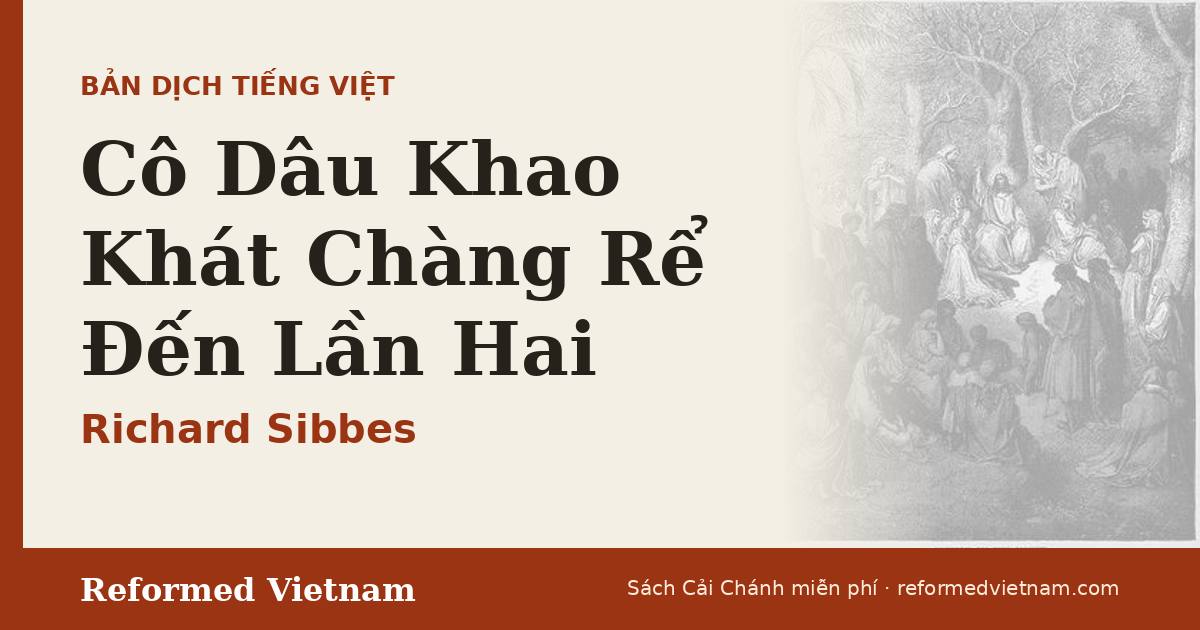 BẢN DỊCH TIẾNG VIỆT
Cô Dâu Khao
Khát Chàng Rể
Đến Lần Hai
Richard Sibbes
Reformed Vietnam
Sách Cải Chánh miễn phí · reformedvietnam.com